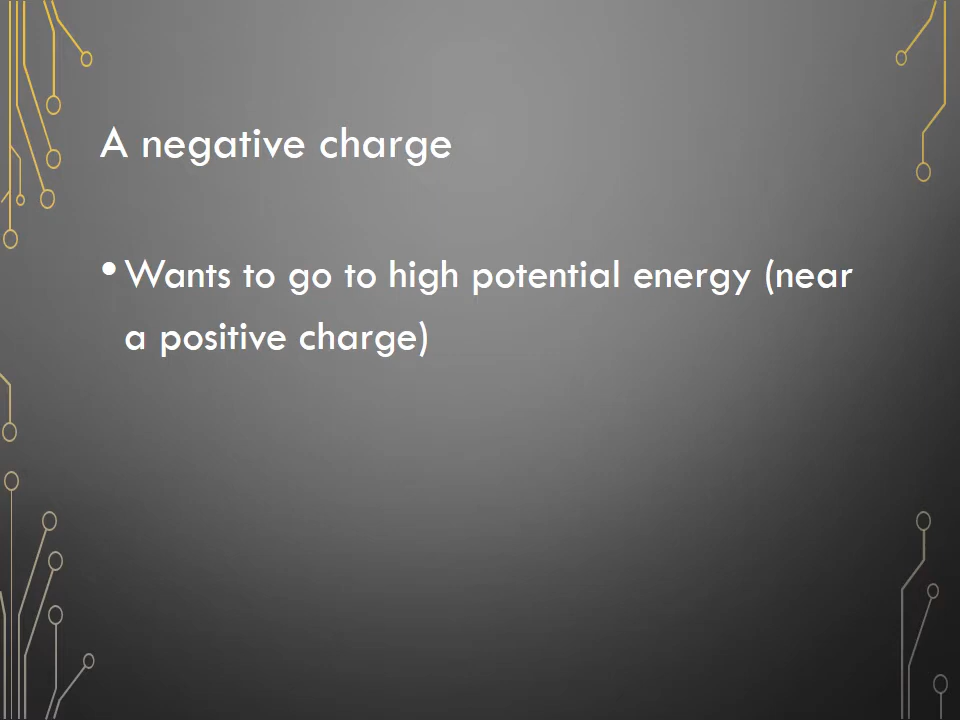 A negative charge
• Wants to go to high potential energy (near
a positive charge)